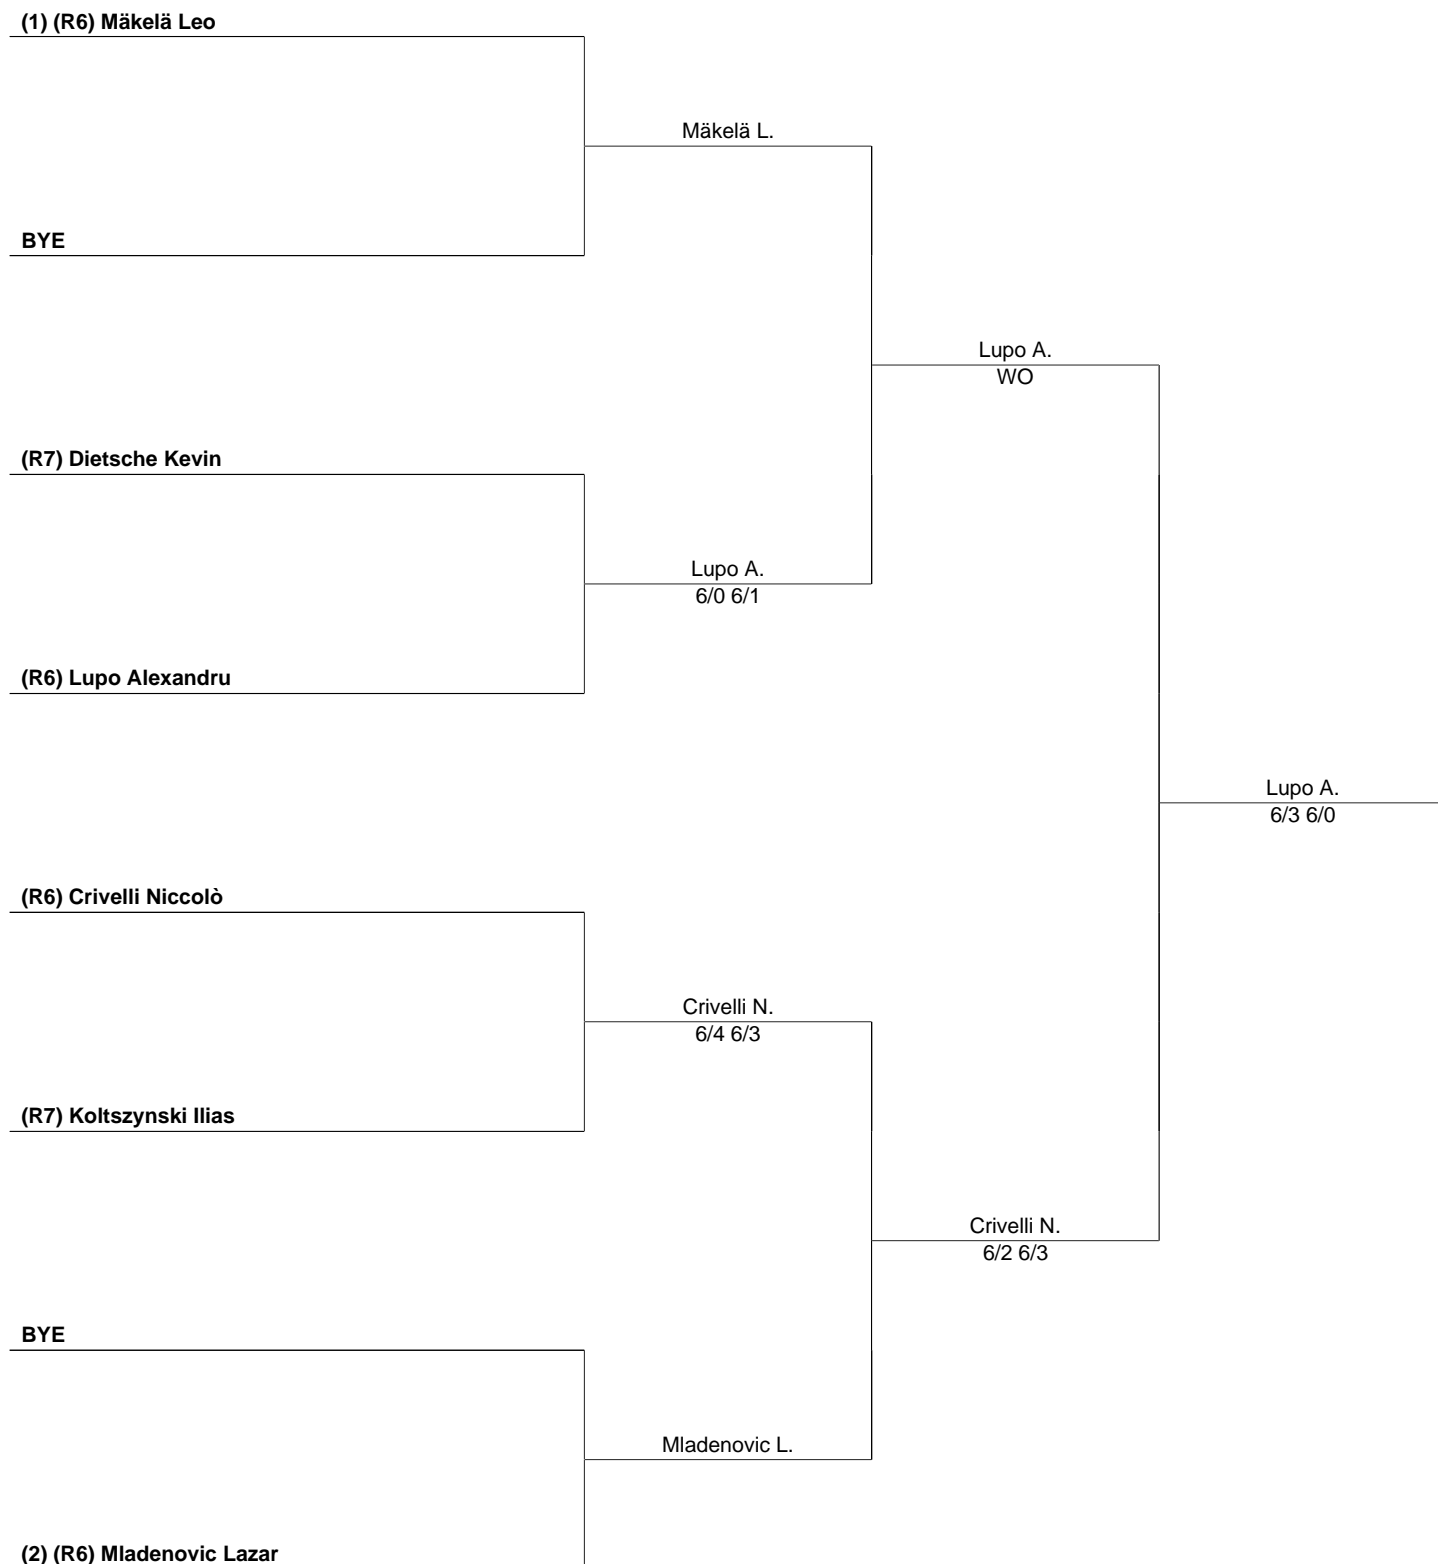 (1) (R6) Mäkelä Leo
Mäkelä L.
BYE
Lupo A.
WO
(R7) Dietsche Kevin
Lupo A.
6/0 6/1
(R6) Lupo Alexandru
Lupo A.
6/3 6/0
(R6) Crivelli Niccolò
Crivelli N.
6/4 6/3
(R7) Koltszynski Ilias
Crivelli N.
6/2 6/3
BYE
Mladenovic L.
(2) (R6) Mladenovic Lazar